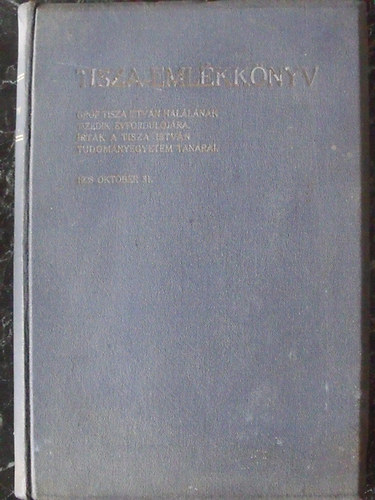 TISZA-EMLÉKKÖNYV
GRÓF TISZA ISTVÁN HALÁLÁNAK
TIZEDIK ÉVFORDULÓJÁRA
ÍRTÁK A TISZA ISTVÁN
TUDOMÁNYEGYETEM TANÁRAI.
1928 OKTÓBER 31.